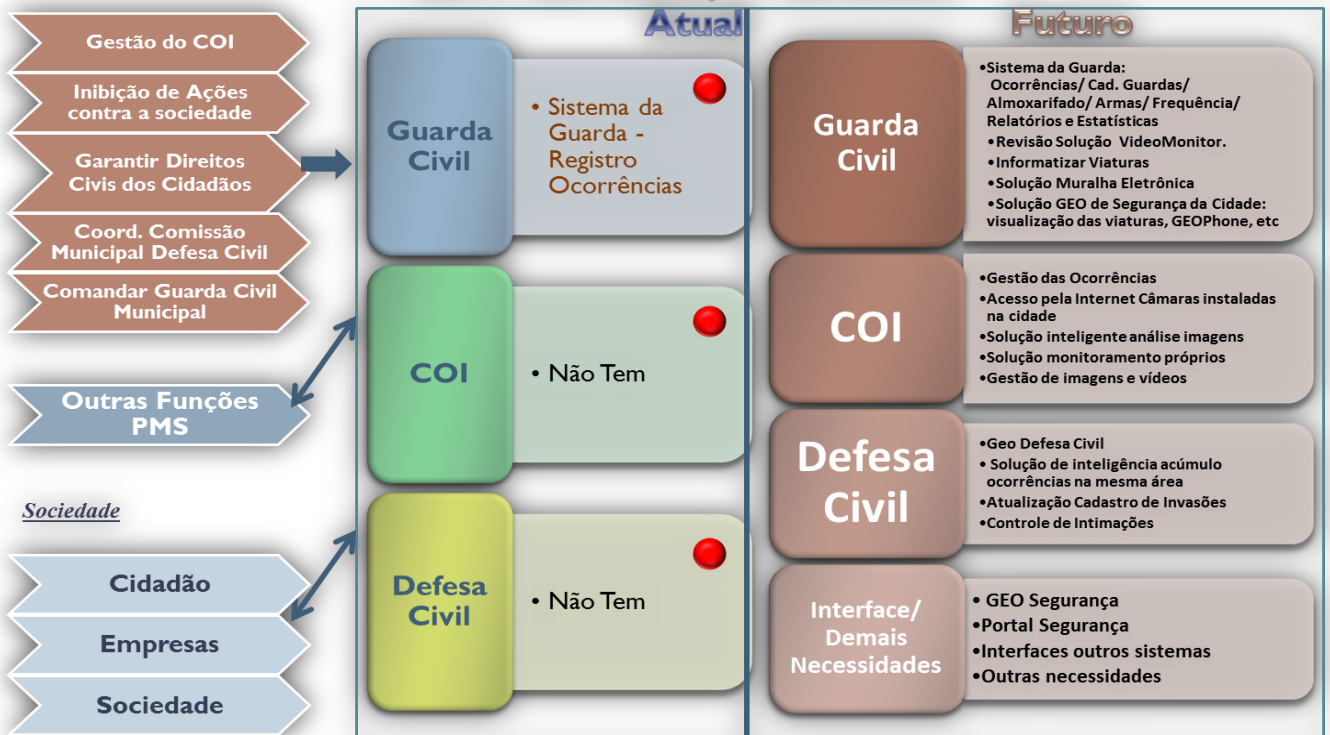 Gestão do COI
Inibição de Ações
contra a sociedade
Garantir Direitos
Civis dos Cidadãos
Coord. Comissão
Municipal Defesa Civil
Comandar Guarda Civil
Municipal
Outras Funções
PMS
Sociedade
Cidadão
Empresas
Sociedade
Atual
Guarda
Civil
• Sistema da
Guarda -
Registro
Ocorrências
COI
• Não Tem
Defesa
Civil
• Não Tem
Futuro
Guarda
Civil
•Sistema da Guarda:
Ocorrências/ Cad. Guardas/
Almoxarifado/ Armas/ Frequência/
Relatórios e Estatísticas
•Revisão Solução VideoMonitor.
•Informatizar Viaturas
•Solução Muralha Eletrônica
•Solução GEO de Segurança da Cidade:
visualização das viaturas, GEOPhone, etc
COI
•Gestão das Ocorrências
•Acesso pela Internet Câmaras instaladas
na cidade
•Solução inteligente análise imagens
•Solução monitoramento próprios
•Gestão de imagens e vídeos
Defesa
Civil
•Geo Defesa Civil
• Solução de inteligência acúmulo
ocorrências na mesma área
•Atualização Cadastro de Invasões
•Controle de Intimações
Interface/
Demais
Necessidades
• GEO Segurança
•Portal Segurança
•Interfaces outros sistemas
•Outras necessidades